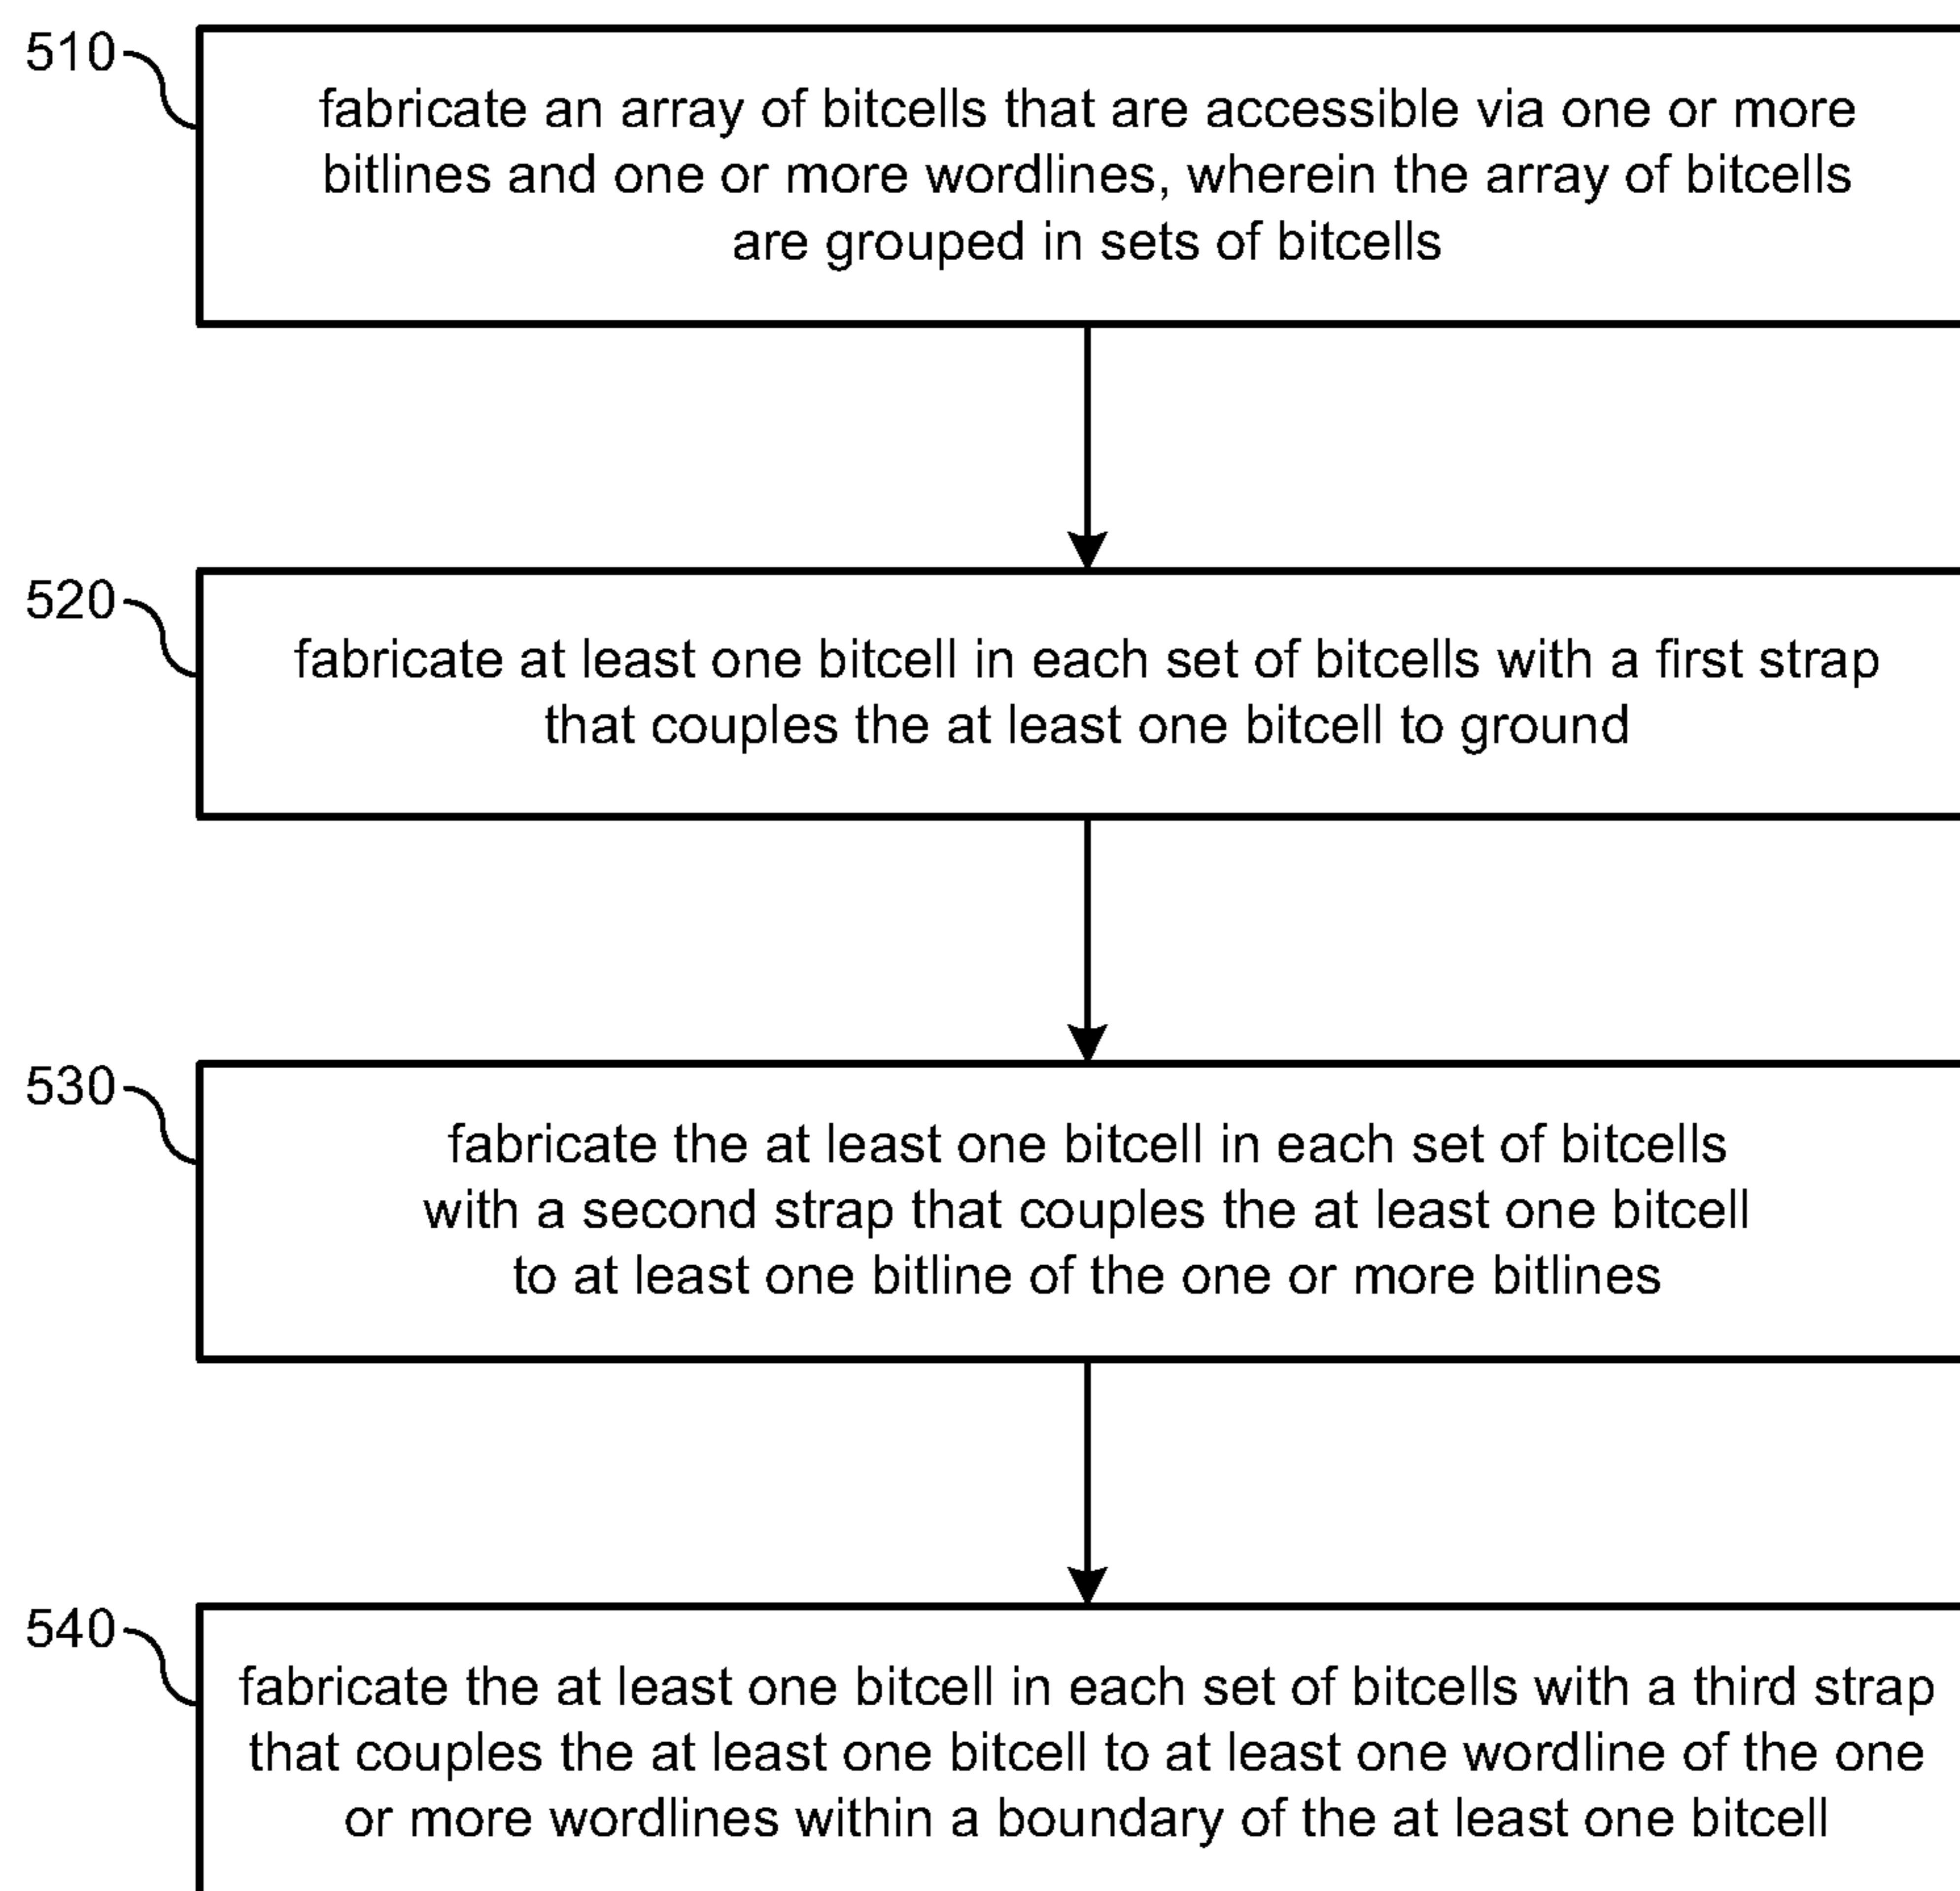 510
fabricate an array of bitcells that are accessible via one or more
bitlines and one or more wordlines, wherein the array of bitcells
are grouped in sets of bitcells
520
fabricate at least one bitcell in each set of bitcells with a first strap
that couples the at least one bitcell to ground
530
fabricate the at least one bitcell in each set of bitcells
with a second strap that couples the at least one bitcell
to at least one bitline of the one or more bitlines
540
fabricate the at least one bitcell in each set of bitcells with a third strap
that couples the at least one bitcell to at least one wordline of the one
or more wordlines within a boundary of the at least one bitcell